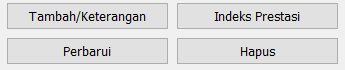 Tambah/Keterangan
Indeks Prestasi
Perbarui
Hapus